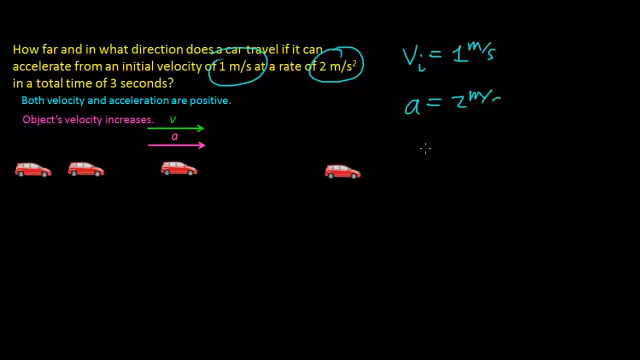 How far and in what direction does a car travel if it can
accelerate from an initial velocity of 1 m/s at a rate of 2 m/s²
in a total time of 3 seconds?
Both velocity and acceleration are positive.
Object's velocity increases.
v
a
Vi = 1 m/s
a = 2